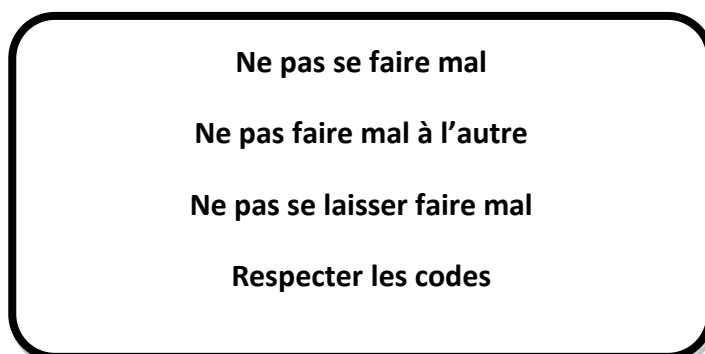 Ne pas se faire mal
Ne pas faire mal à l’autre
Ne pas se laisser faire mal
Respecter les codes